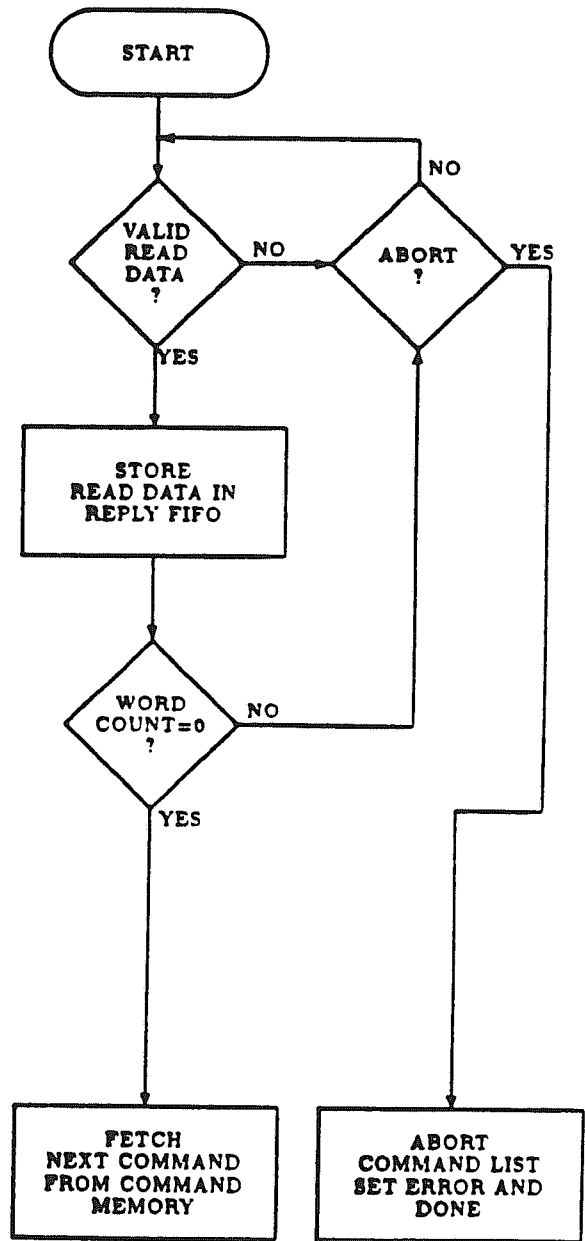 START
NO
VALID
READ
DATA
?
NO
ABORT
?
YES
YES
STORE
READ DATA IN
REPLY FIFO
WORD
COUNT=0
?
NO
YES
FETCH
NEXT COMMAND
FROM COMMAND
MEMORY
ABORT
COMMAND LIST
SET ERROR AND
DONE